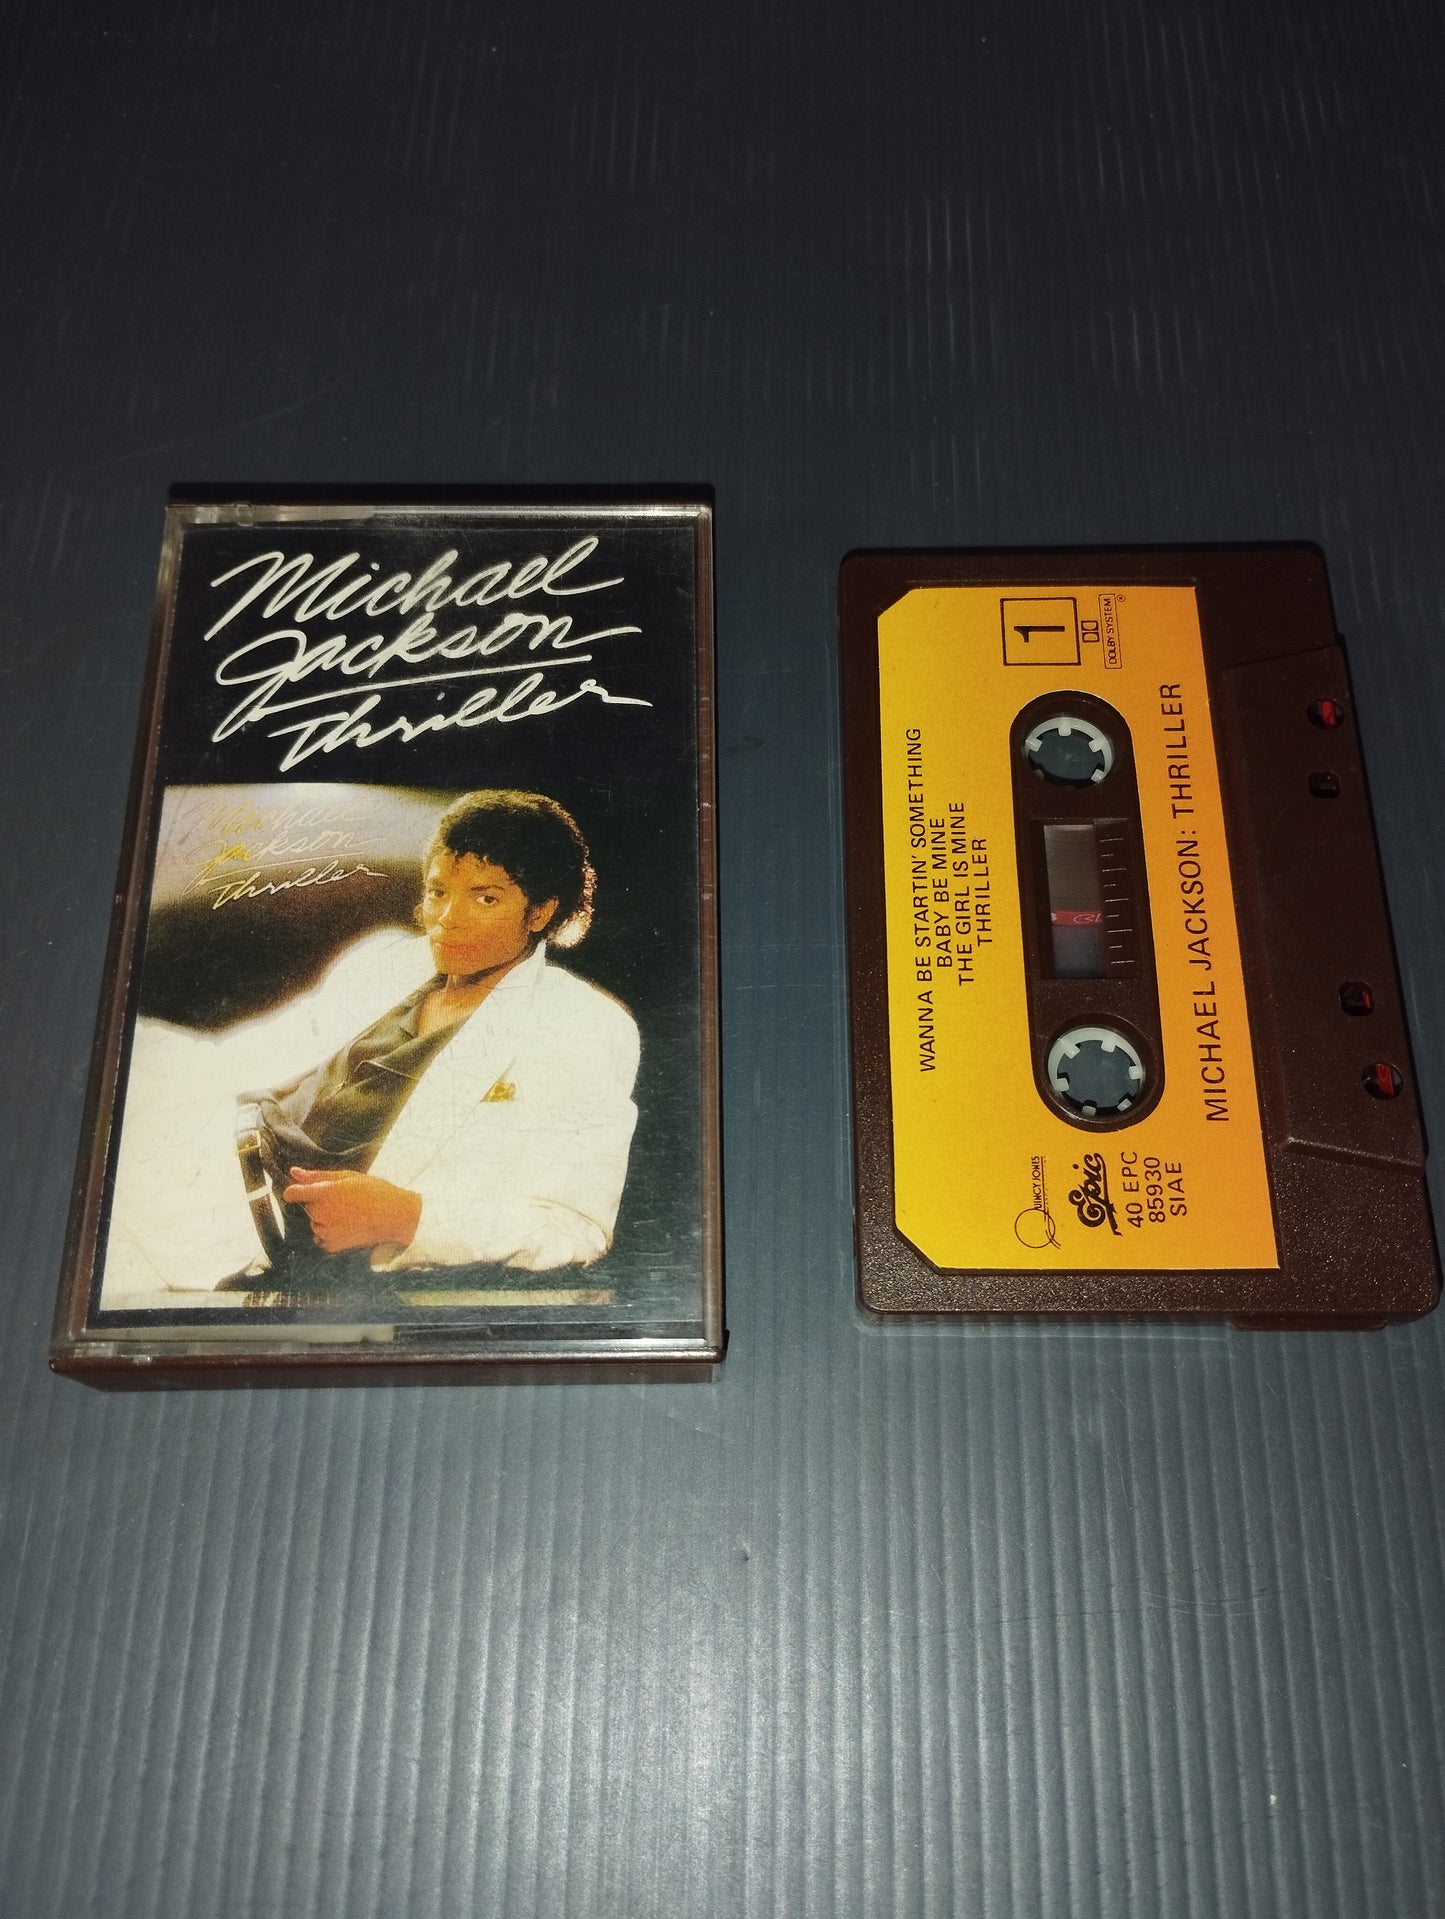 Michael
Jackson
Thriller
Michael
Jackson
Thriller
1
DOLBY SYSTEM ®
WANNA BE STARTIN' SOMETHING
BABY BE MINE
THE GIRL IS MINE
THRILLER
MICHAEL JACKSON: THRILLER
QUINCY JONES
Epic
40 EPC
85930
SIAE